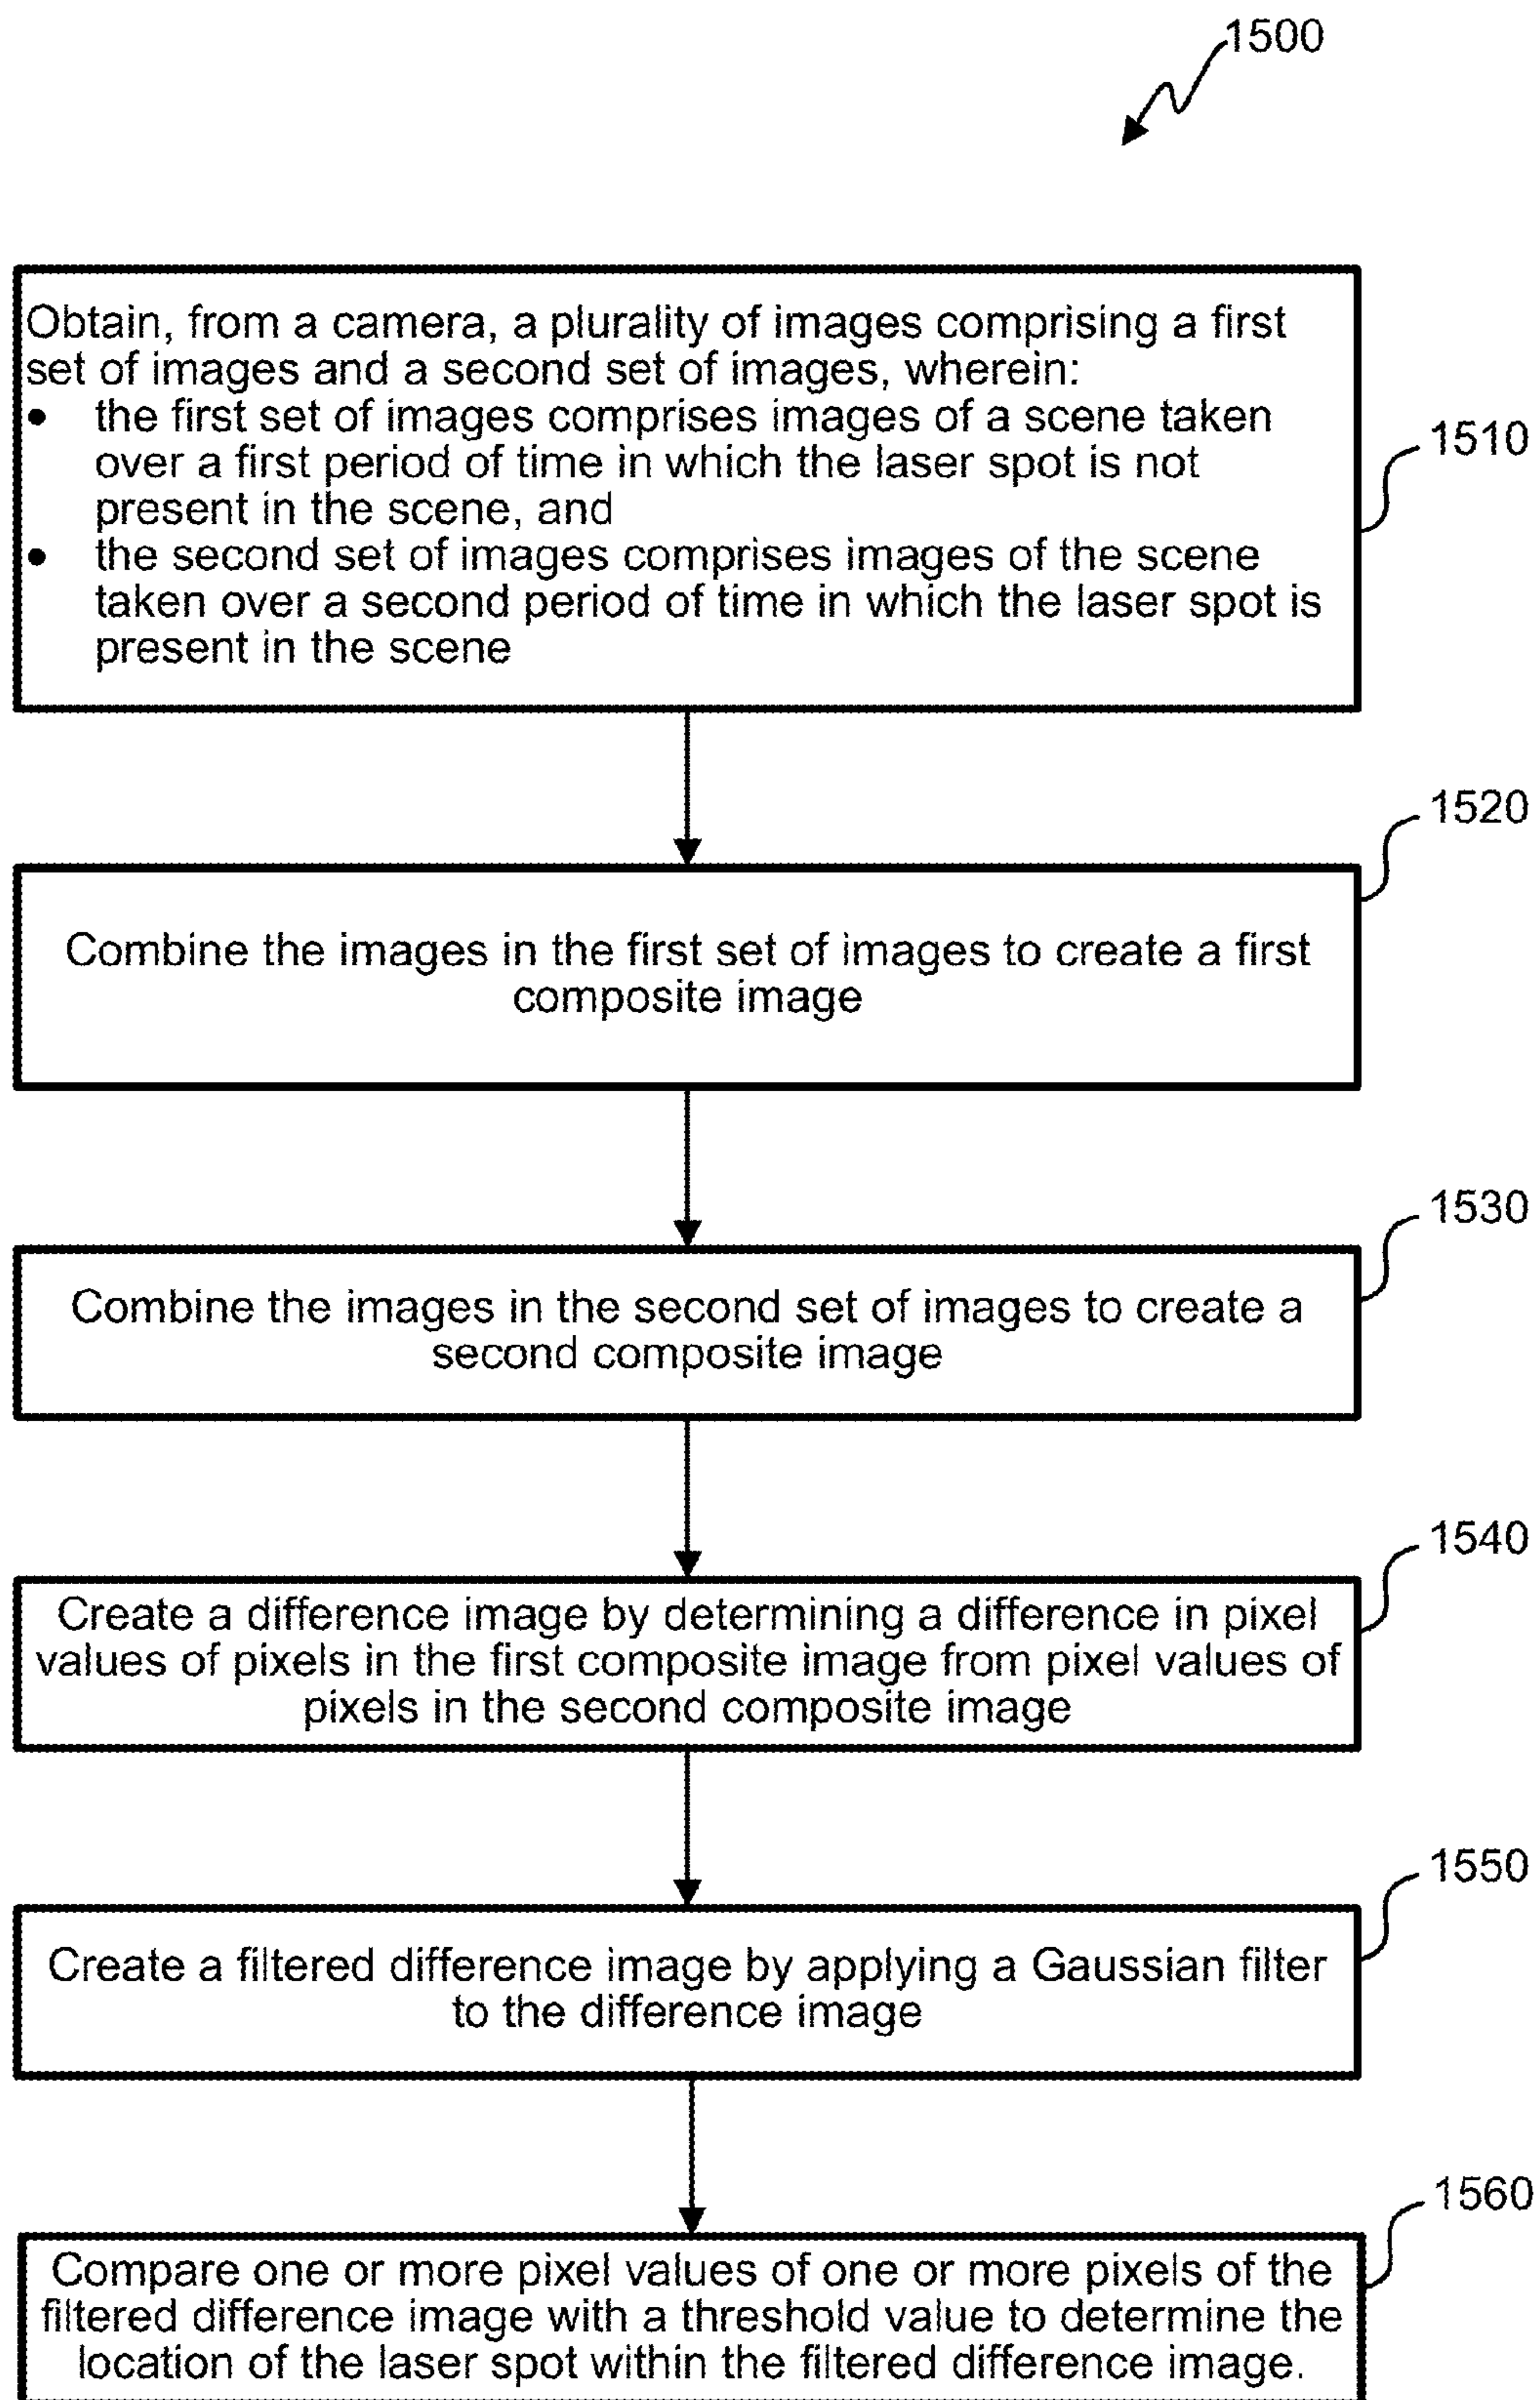 1500
Obtain, from a camera, a plurality of images comprising a first
set of images and a second set of images, wherein:
• the first set of images comprises images of a scene taken
over a first period of time in which the laser spot is not
present in the scene, and
• the second set of images comprises images of the scene
taken over a second period of time in which the laser spot is
present in the scene
1510
1520
Combine the images in the first set of images to create a first
composite image
1530
Combine the images in the second set of images to create a
second composite image
1540
Create a difference image by determining a difference in pixel
values of pixels in the first composite image from pixel values of
pixels in the second composite image
1550
Create a filtered difference image by applying a Gaussian filter
to the difference image
1560
Compare one or more pixel values of one or more pixels of the
filtered difference image with a threshold value to determine the
location of the laser spot within the filtered difference image.